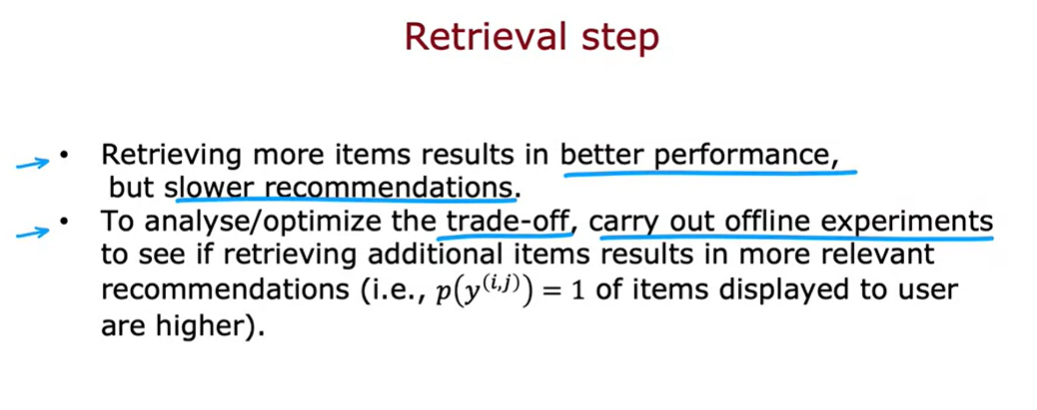 Retrieval step
• Retrieving more items results in better performance,
but slower recommendations.
• To analyse/optimize the trade-off, carry out offline experiments
to see if retrieving additional items results in more relevant
recommendations (i.e., p(y^(i,j)) = 1 of items displayed to user
are higher).